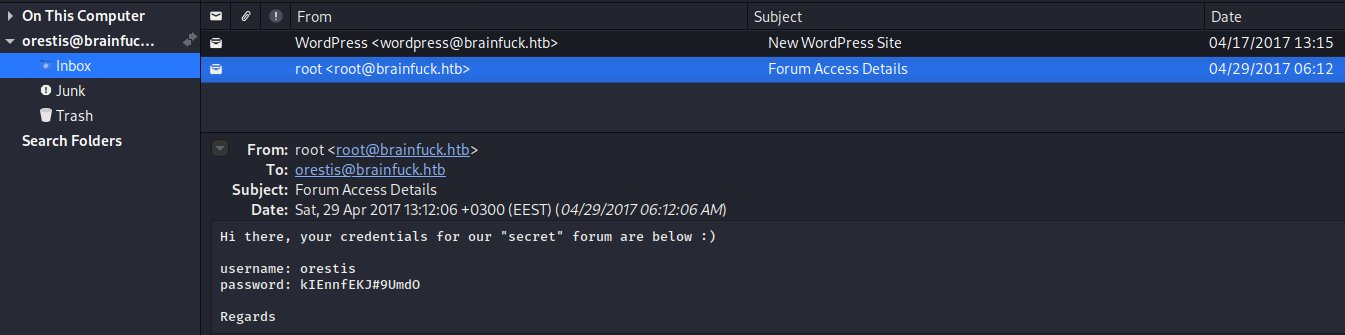 On This Computer
From Subject Date
orestis@brainfuc...
WordPress <wordpress@brainfuck.htb> New WordPress Site 04/17/2017 13:15
Inbox
root <root@brainfuck.htb> Forum Access Details 04/29/2017 06:12
Junk
Trash
Search Folders
From: root <root@brainfuck.htb>
To: orestis@brainfuck.htb
Subject: Forum Access Details
Date: Sat, 29 Apr 2017 13:12:06 +0300 (EEST) (04/29/2017 06:12:06 AM)
Hi there, your credentials for our "secret" forum are below :)
username: orestis
password: kIEnnfEKJ#9UmdO
Regards